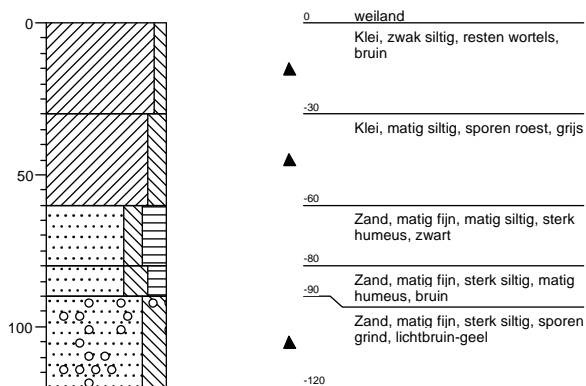 0
50
100
0 weiland
Klei, zwak siltig, resten wortels,
bruin
-30
Klei, matig siltig, sporen roest, grijs
-60
Zand, matig fijn, matig siltig, sterk
humeus, zwart
-80
Zand, matig fijn, sterk siltig, matig
humeus, bruin
-90
Zand, matig fijn, sterk siltig, sporen
grind, lichtbruin-geel
-120